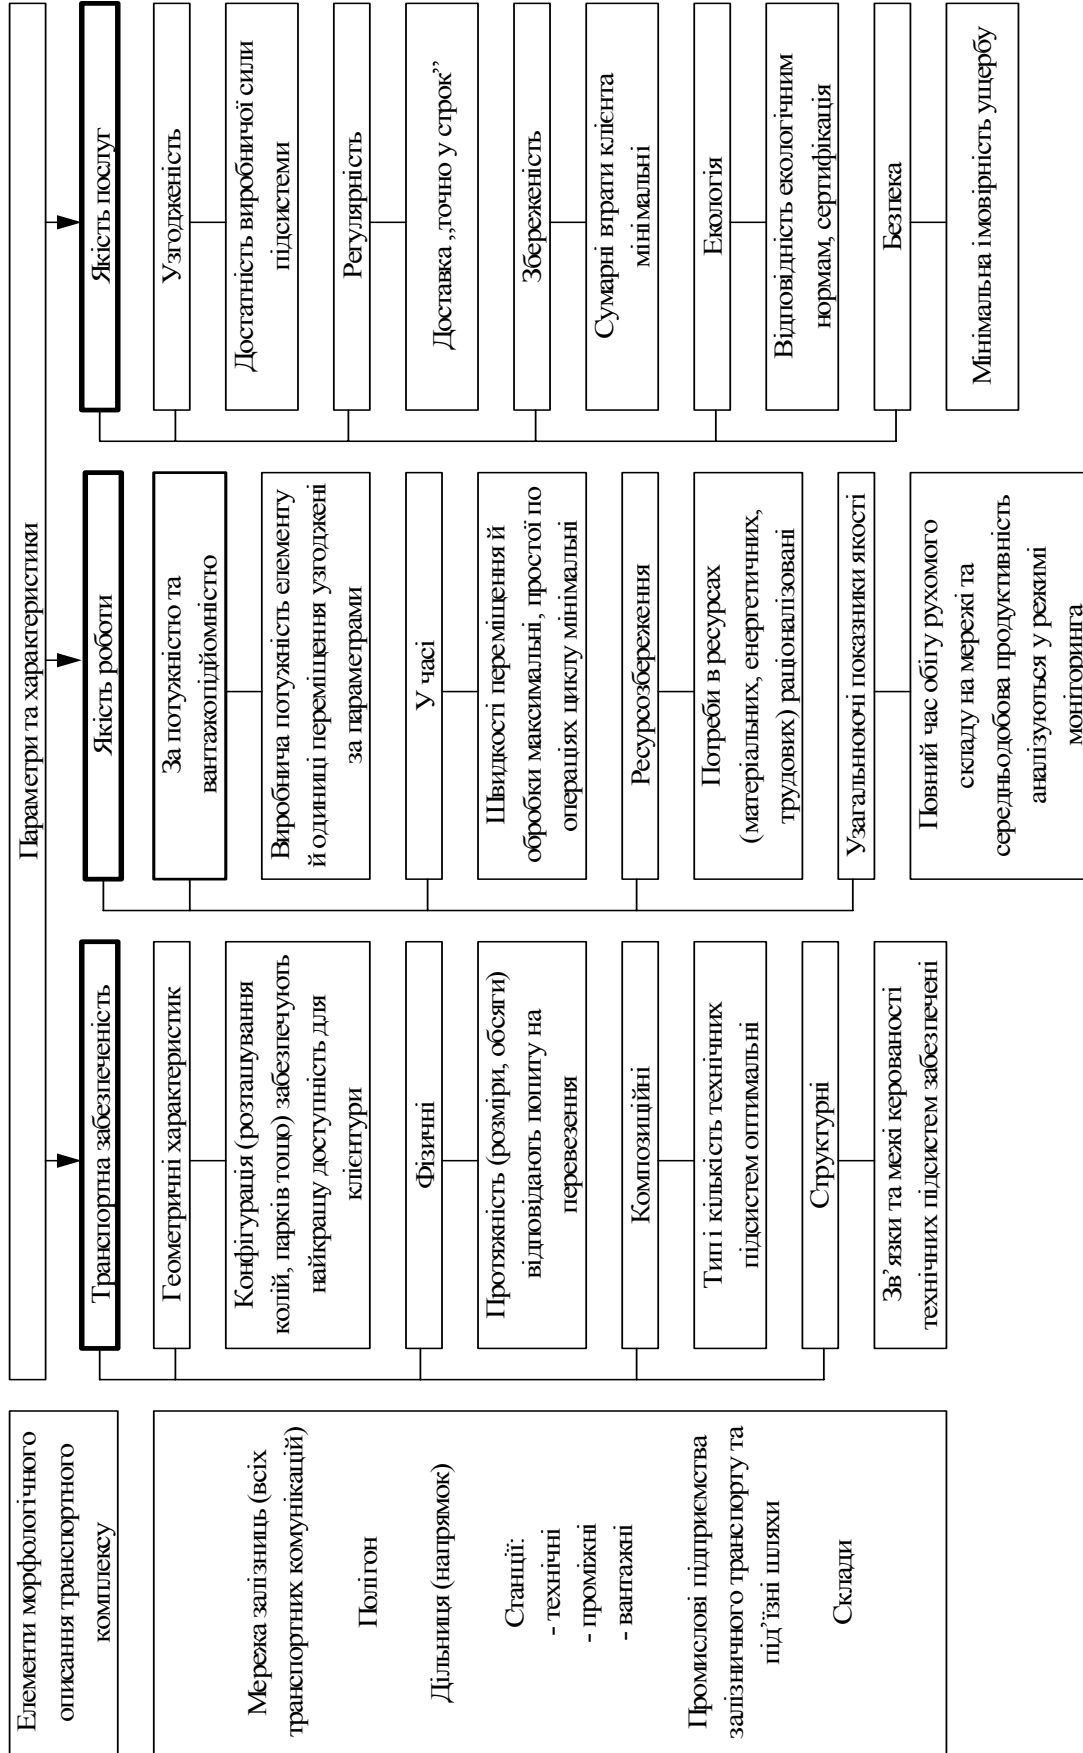 Елементи морфологічного
описання транспортного
комплексу
Мережа залізниць (всіх
транспортних комунікацій)
Полігон
Дільниця (напрямок)
Станції:
- технічні
- проміжні
- вантажні
Промислові підприємства
залізничного транспорту та
під’їзні шляхи
Склади
Параметри та характеристики
Транспортна забезпеченість
Геометричні характеристик
Конфігурація (розташування
колій, парків тощо) забезпечують
найкращу доступність для
клієнтури
Фізичні
Протяжність (розміри, обсяги)
відповідають попиту на
перевезення
Композиційні
Тип і кількість технічних
підсистем оптимальні
Структурні
Зв’язки та межі керованості
технічних підсистем забезпечені
Якість роботи
За потужністю та
вантажопідйомністю
Виробнича потужність елементу
й одиниці переміщення узгоджені
за параметрами
У часі
Швидкості переміщення й
обробки максимальні, простої по
операціях циклу мінімальні
Ресурсозбереження
Потреби в ресурсах
(матеріальних, енергетичних,
трудових) раціоналізовані
Узагальнюючі показники якості
Повний час обігу рухомого
складу на мережі та
середньодобова продуктивність
аналізуються у режимі
моніторинга
Якість послуг
Узгодженість
Достатність виробничої сили
підсистеми
Регулярність
Доставка „точно у строк”
Збереженість
Сумарні втрати клієнта
мінімальні
Екологія
Відповідність екологічним
нормам, сертифікація
Безпека
Мінімальна імовірність ущербу